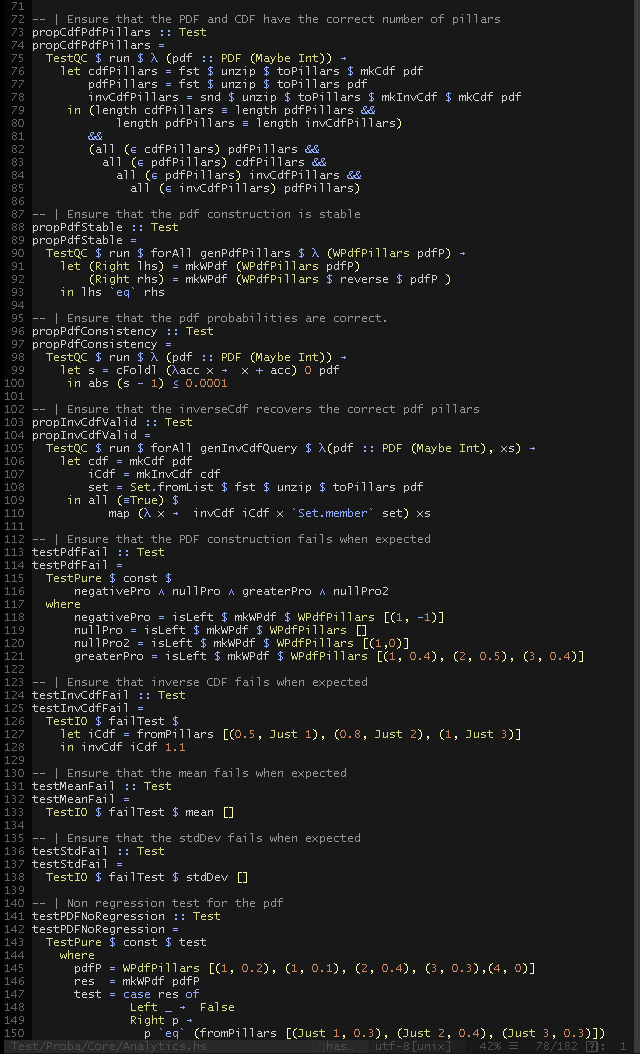 71
72 -- | Ensure that the PDF and CDF have the correct number of pillars
73 propCdfPdfPillars :: Test
74 propCdfPdfPillars =
75   TestQC $ run $ λ (pdf :: PDF (Maybe Int)) →
76     let cdfPillars = fst $ unzip $ toPillars $ mkCdf pdf
77         pdfPillars = fst $ unzip $ toPillars pdf
78         invCdfPillars = snd $ unzip $ toPillars $ mkInvCdf $ mkCdf pdf
79      in (length cdfPillars ≡ length pdfPillars &&
80             length pdfPillars ≡ length invCdfPillars)
81         &&
82         (all (∈ cdfPillars) pdfPillars &&
83           all (∈ pdfPillars) cdfPillars &&
84             all (∈ pdfPillars) invCdfPillars &&
85               all (∈ invCdfPillars) pdfPillars)
86
87 -- | Ensure that the pdf construction is stable
88 propPdfStable :: Test
89 propPdfStable =
90   TestQC $ run $ forAll genPdfPillars $ λ (WPdfPillars pdfP) →
91     let (Right lhs) = mkWPdf (WPdfPillars pdfP)
92         (Right rhs) = mkWPdf (WPdfPillars $ reverse $ pdfP )
93     in lhs `eq` rhs
94
95 -- | Ensure that the pdf probabilities are correct.
96 propPdfConsistency :: Test
97 propPdfConsistency =
98   TestQC $ run $ λ (pdf :: PDF (Maybe Int)) →
99     let s = cFoldl (λacc x →  x + acc) 0 pdf
100      in abs (s - 1) ≤ 0.0001
101
102 -- | Ensure that the inverseCdf recovers the correct pdf pillars
103 propInvCdfValid :: Test
104 propInvCdfValid =
105   TestQC $ run $ forAll genInvCdfQuery $ λ(pdf :: PDF (Maybe Int), xs) →
106     let cdf = mkCdf pdf
107         iCdf = mkInvCdf cdf
108         set = Set.fromList $ fst $ unzip $ toPillars pdf
109      in all (≡True) $
110            map (λ x →  invCdf iCdf x `Set.member` set) xs
111
112 -- | Ensure that the PDF construction fails when expected
113 testPdfFail :: Test
114 testPdfFail =
115   TestPure $ const $
116       negativePro ∧ nullPro ∧ greaterPro ∧ nullPro2
117   where
118       negativePro = isLeft $ mkWPdf $ WPdfPillars [(1, -1)]
119       nullPro = isLeft $ mkWPdf $ WPdfPillars []
120       nullPro2 = isLeft $ mkWPdf $ WPdfPillars [(1,0)]
121       greaterPro = isLeft $ mkWPdf $ WPdfPillars [(1, 0.4), (2, 0.5), (3, 0.4)]
122
123 -- | Ensure that inverse CDF fails when expected
124 testInvCdfFail :: Test
125 testInvCdfFail =
126   TestIO $ failTest $
127     let iCdf = fromPillars [(0.5, Just 1), (0.8, Just 2), (1, Just 3)]
128     in invCdf iCdf 1.1
129
130 -- | Ensure that the mean fails when expected
131 testMeanFail :: Test
132 testMeanFail =
133   TestIO $ failTest $ mean []
134
135 -- | Ensure that the stdDev fails when expected
136 testStdFail :: Test
137 testStdFail =
138   TestIO $ failTest $ stdDev []
139
140 -- | Non regression test for the pdf
141 testPDFNoRegression :: Test
142 testPDFNoRegression =
143   TestPure $ const $ test
144     where
145       pdfP = WPdfPillars [(1, 0.2), (1, 0.1), (2, 0.4), (3, 0.3),(4, 0)]
146       res  = mkWPdf pdfP
147       test = case res of
148               Left _ →  False
149               Right p →
150                 p `eq` (fromPillars [(Just 1, 0.3), (Just 2, 0.4), (Just 3, 0.3)])
Test/Proba/Core/Analytics.hs has… utf-8[unix] 42% ☰ 78/182 : 1